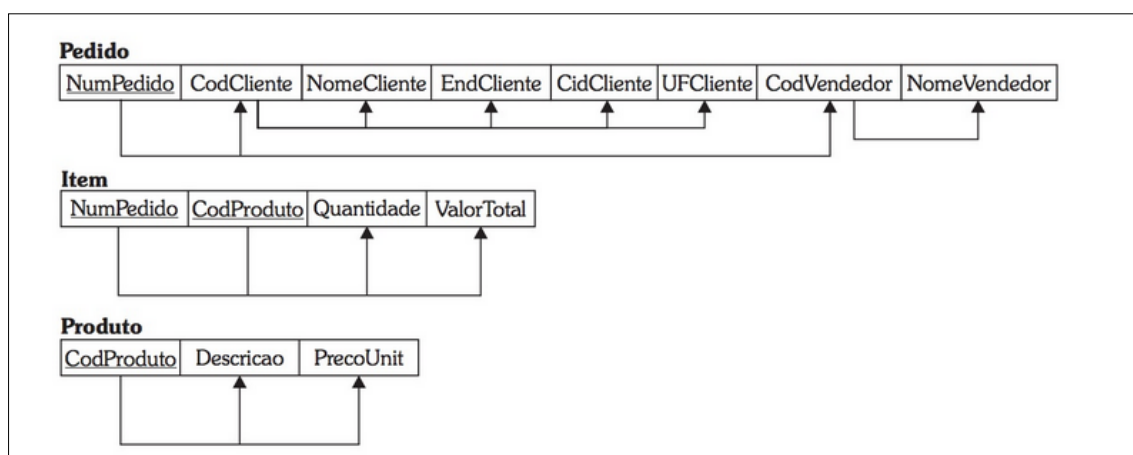 Pedido
NumPedido CodCliente NomeCliente EndCliente CidCliente UFCliente CodVendedor NomeVendedor
Item
NumPedido CodProduto Quantidade ValorTotal
Produto
CodProduto Descricao PrecoUnit